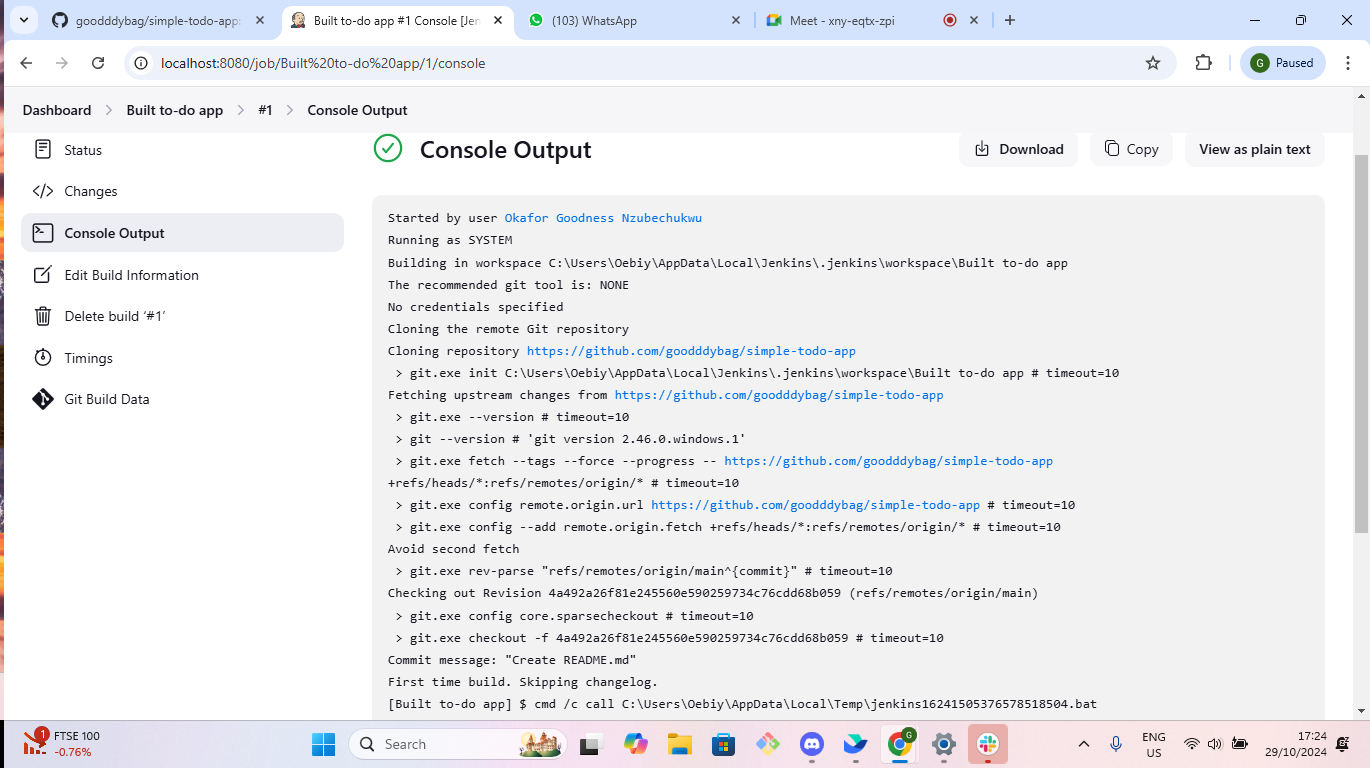 goodddybag/simple-todo-app:
Built to-do app #1 Console [Jen
(103) WhatsApp
Meet - xny-eqtx-zpi
localhost:8080/job/Built%20to-do%20app/1/console
G Paused
Dashboard
Built to-do app
#1
Console Output
Status
Changes
Console Output
Edit Build Information
Delete build ‘#1’
Timings
Git Build Data
Console Output
Download
Copy
View as plain text
Started by user Okafor Goodness Nzubechukwu
Running as SYSTEM
Building in workspace C:\Users\Oebiy\AppData\Local\Jenkins\.jenkins\workspace\Built to-do app
The recommended git tool is: NONE
No credentials specified
Cloning the remote Git repository
Cloning repository https://github.com/goodddybag/simple-todo-app
> git.exe init C:\Users\Oebiy\AppData\Local\Jenkins\.jenkins\workspace\Built to-do app # timeout=10
Fetching upstream changes from https://github.com/goodddybag/simple-todo-app
> git.exe --version # timeout=10
> git --version # 'git version 2.46.0.windows.1'
> git.exe fetch --tags --force --progress -- https://github.com/goodddybag/simple-todo-app
+refs/heads/*:refs/remotes/origin/* # timeout=10
> git.exe config remote.origin.url https://github.com/goodddybag/simple-todo-app # timeout=10
> git.exe config --add remote.origin.fetch +refs/heads/*:refs/remotes/origin/* # timeout=10
Avoid second fetch
> git.exe rev-parse "refs/remotes/origin/main^{commit}" # timeout=10
Checking out Revision 4a492a26f81e245560e590259734c76cdd68b059 (refs/remotes/origin/main)
> git.exe config core.sparsecheckout # timeout=10
> git.exe checkout -f 4a492a26f81e245560e590259734c76cdd68b059 # timeout=10
Commit message: "Create README.md"
First time build. Skipping changelog.
[Built to-do app] $ cmd /c call C:\Users\Oebiy\AppData\Local\Temp\jenkins16241505376578518504.bat
1
FTSE 100
-0.76%
Search
G
ENG
US
17:24
29/10/2024